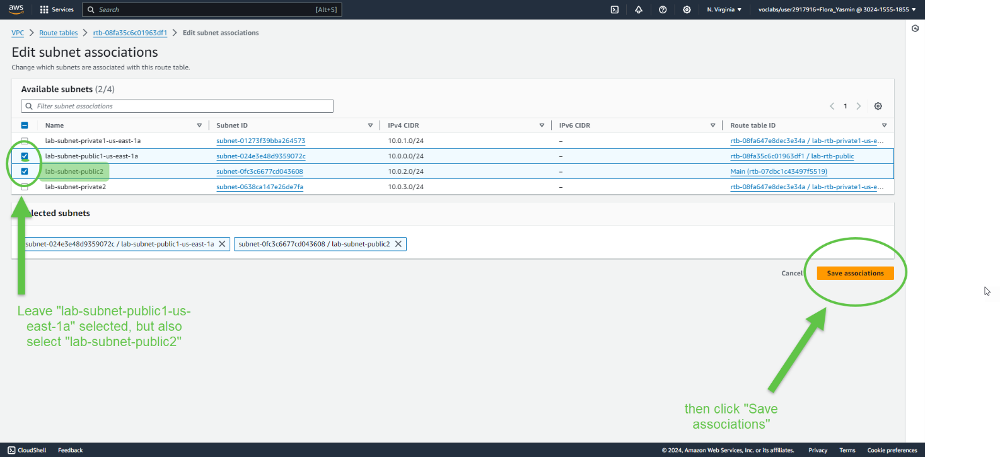 aws Services Search [Alt+S] N. Virginia voclabs/user2917916=Flora_Yasmin @ 3024-1555-1855
VPC Route tables rtb-08fa35c6c01963df1 Edit subnet associations
Edit subnet associations
Change which subnets are associated with this route table.
Available subnets (2/4)
Filter subnet associations
1
Name Subnet ID IPv4 CIDR IPv6 CIDR Route table ID
lab-subnet-private1-us-east-1a subnet-01273f39bba264573 10.0.1.0/24 – rtb-08fa647e8dec3e34a / lab-rtb-private1-us-e...
lab-subnet-public1-us-east-1a subnet-024e3e48d9359072c 10.0.0.0/24 – rtb-08fa35c6c01963df1 / lab-rtb-public
lab-subnet-public2 subnet-0fc3c6677cd043608 10.0.2.0/24 – Main (rtb-07dbc1c43497f5519)
lab-subnet-private2 subnet-0638ca147e26de7fa 10.0.3.0/24 – rtb-08fa647e8dec3e34a / lab-rtb-private1-us-e...
lected subnets
subnet-024e3e48d9359072c / lab-subnet-public1-us-east-1a subnet-0fc3c6677cd043608 / lab-subnet-public2
Cancel Save associations
Leave "lab-subnet-public1-us-
east-1a" selected, but also
select "lab-subnet-public2"
then click "Save
associations"
CloudShell Feedback © 2024, Amazon Web Services, Inc. or its affiliates. Privacy Terms Cookie preferences